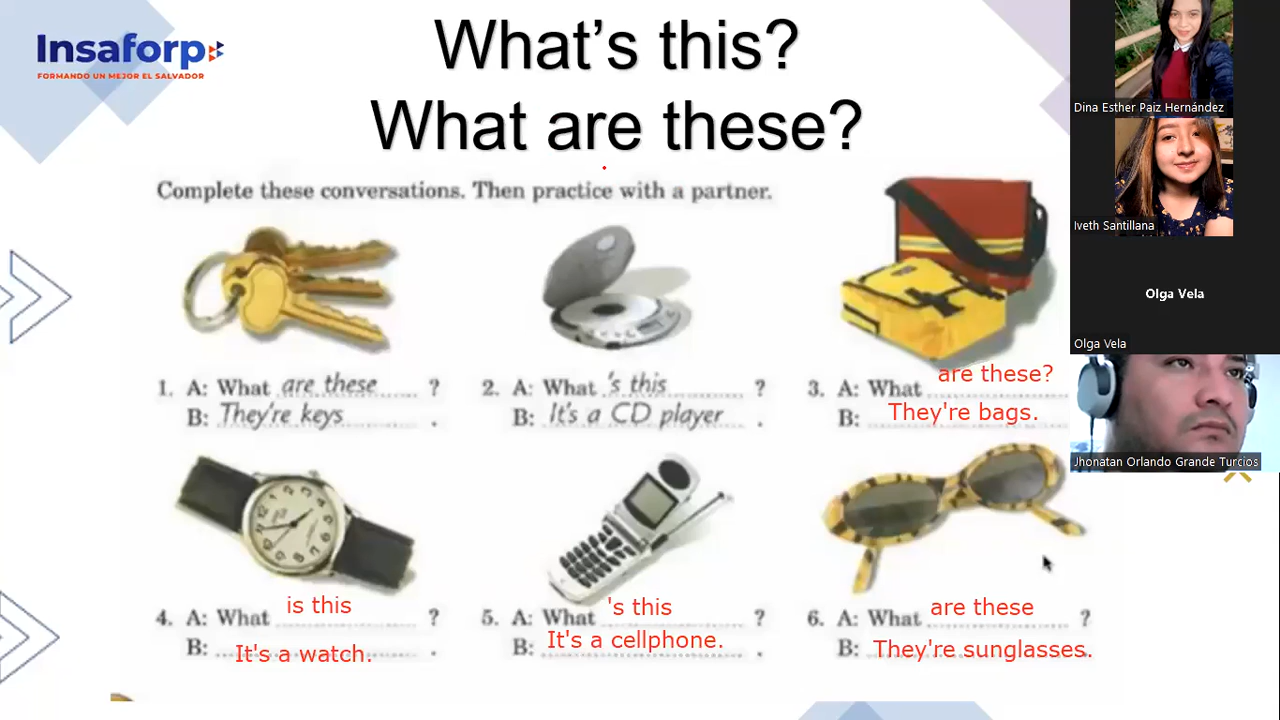 Insaforp
FORMANDO UN MEJOR EL SALVADOR
What's this?
What are these?
Complete these conversations. Then practice with a partner.
1. A: What are these ?
B: They're keys .
2. A: What 's this ?
B: It's a CD player .
3. A: What are these?
B: They're bags.
4. A: What is this ?
B: It's a watch. .
5. A: What 's this ?
B: It's a cellphone. .
6. A: What are these ?
B: They're sunglasses.
Dina Esther Paiz Hernández
Iveth Santillana
Olga Vela
Olga Vela
Jhonatan Orlando Grande Turcios